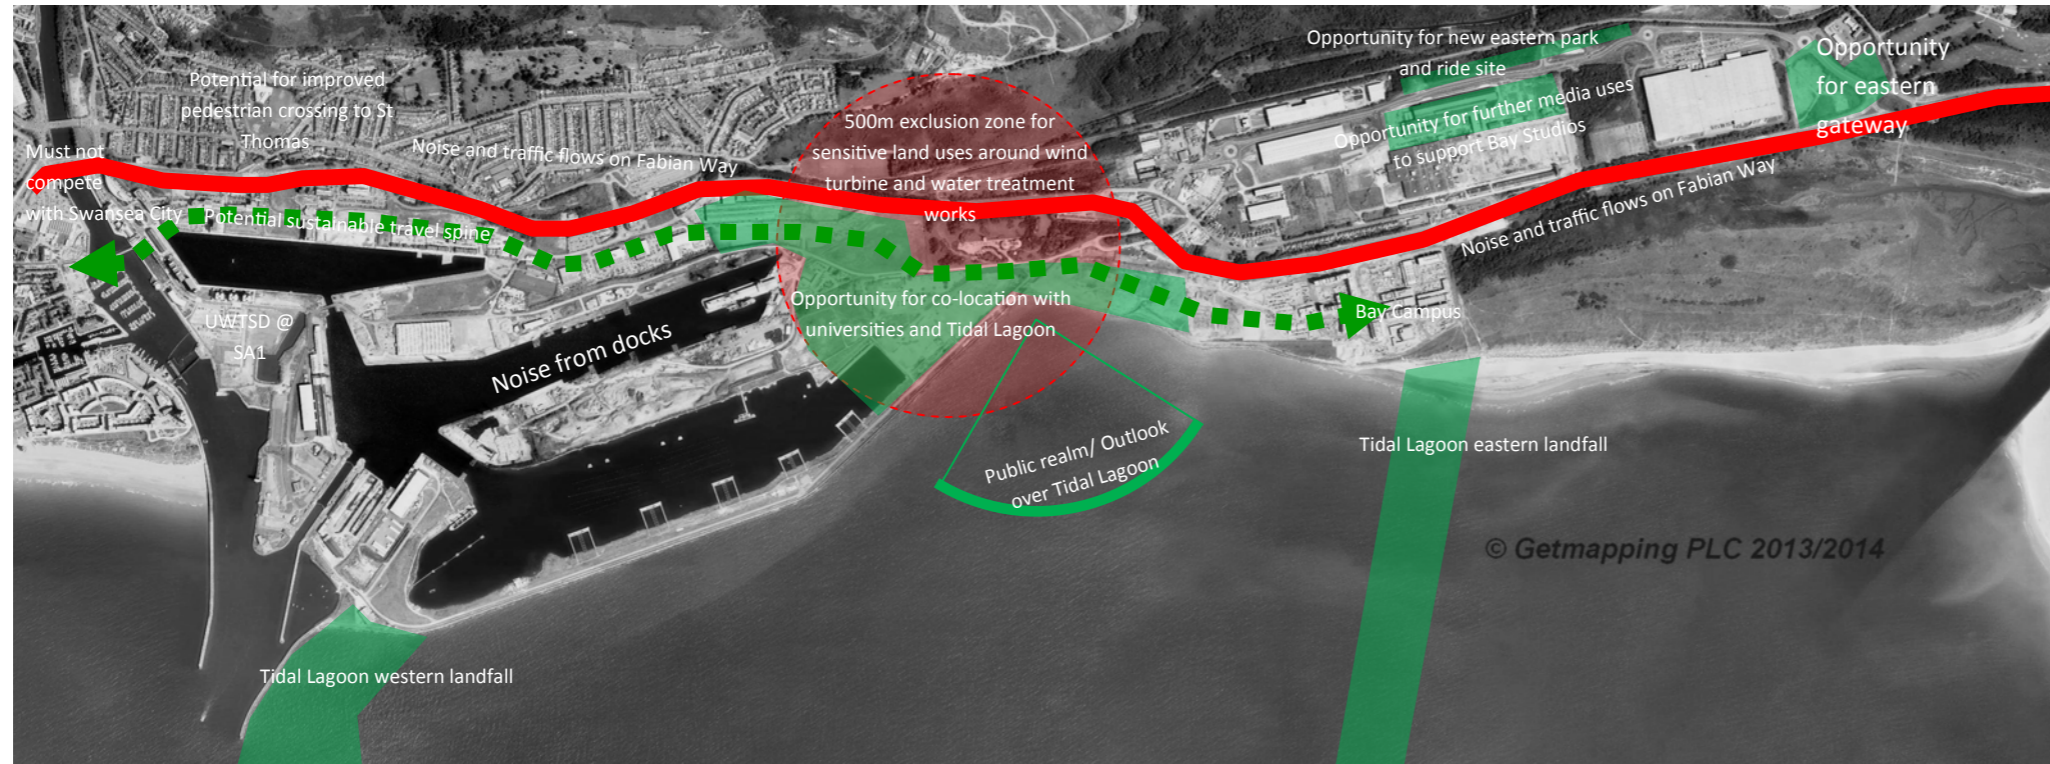 Potential for improved
pedestrian crossing to St
Thomas
Must not
compete
with Swansea City
Potential sustainable travel spine
Noise and traffic flows on Fabian Way
500m exclusion zone for
sensitive land uses around wind
turbine and water treatment
works
Opportunity for new eastern park
and ride site
Opportunity for further media uses
to support Bay Studios
Opportunity
for eastern
gateway
Noise and traffic flows on Fabian Way
UWTSD @
SA1
Noise from docks
Opportunity for co-location with
universities and Tidal Lagoon
Bay Campus
Public realm/ Outlook
over Tidal Lagoon
Tidal Lagoon eastern landfall
© Getmapping PLC 2013/2014
Tidal Lagoon western landfall